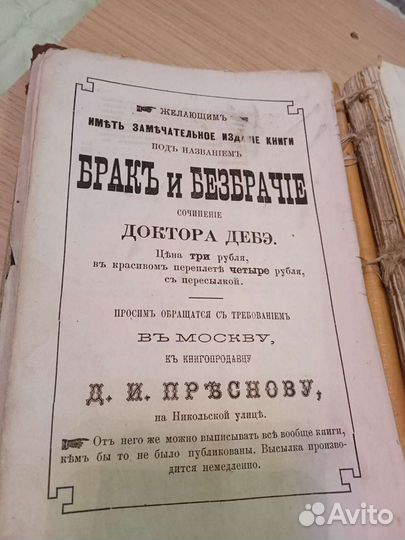 ЖЕЛАЮЩИМЪ
ИМѢТЬ ЗАМѢЧАТЕЛЬНОЕ ИЗДАНІЕ КНИГИ
ПОДЪ НАЗВАНІЕМЪ
БРАКЪ и БЕЗБРАЧІЕ
СОЧИНЕНІЕ
ДОКТОРА ДЕБЭ.
Цѣна три рубля,
въ красивомъ переплетѣ четыре рубля,
съ пересылкой.
ПРОСИМЪ ОБРАЩАТСЯ СЪ ТРЕБОВАНІЕМЪ
ВЪ МОСКВУ,
КЪ КНИГОПРОДАВЦУ
Д. И. ПРѢСНОВУ,
на Никольской улицѣ.
Отъ него же можно выписывать всѣ вообще книги,
кѣмъ бы то не было публикованы. Высылка произво-
дится немедленно.
Avito